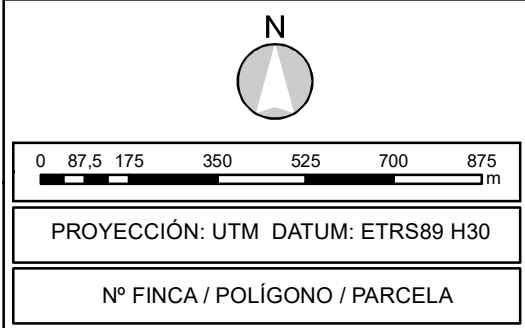 N
0 87,5 175 350 525 700 875
m
PROYECCIÓN: UTM DATUM: ETRS89 H30
Nº FINCA / POLÍGONO / PARCELA